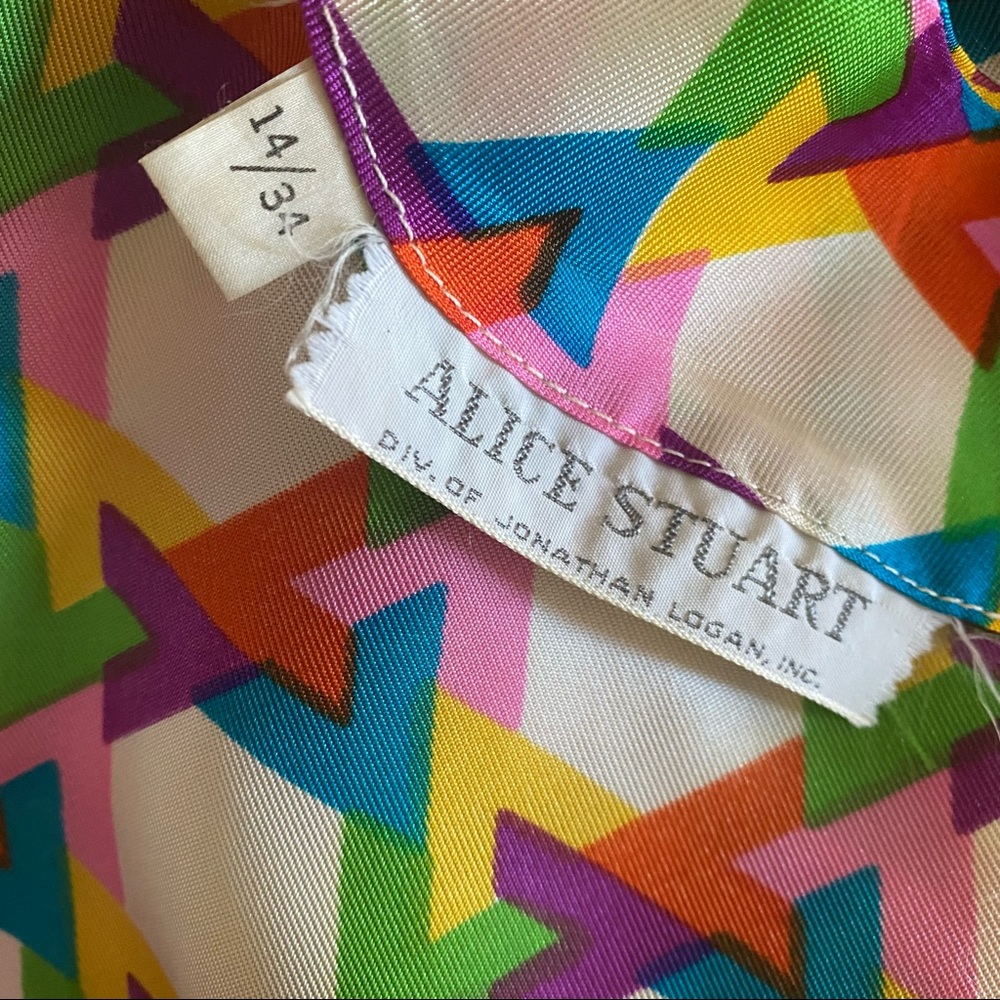 14/34
ALICE STUART
DIV. OF JONATHAN LOGAN, INC.